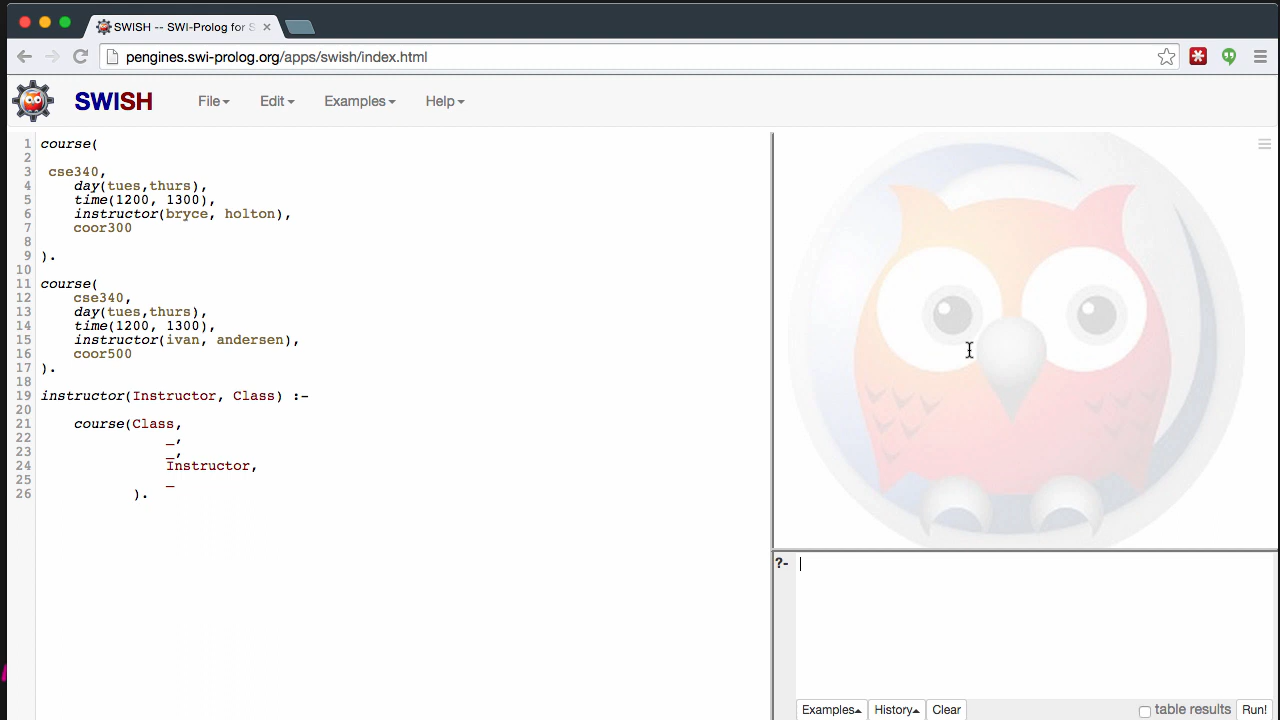 SWISH -- SWI-Prolog for S
pengines.swi-prolog.org/apps/swish/index.html
SWISH File Edit Examples Help
1 course(
2
3 cse340,
4 day(tues,thurs),
5 time(1200, 1300),
6 instructor(bryce, holton),
7 coor300
8
9 ).
10
11 course(
12 cse340,
13 day(tues,thurs),
14 time(1200, 1300),
15 instructor(ivan, andersen),
16 coor500
17 ).
18
19 instructor(Instructor, Class) :-
20
21 course(Class,
22 _,
23 _,
24 Instructor,
25 _
26 ).
?-
Examples History Clear table results Run!